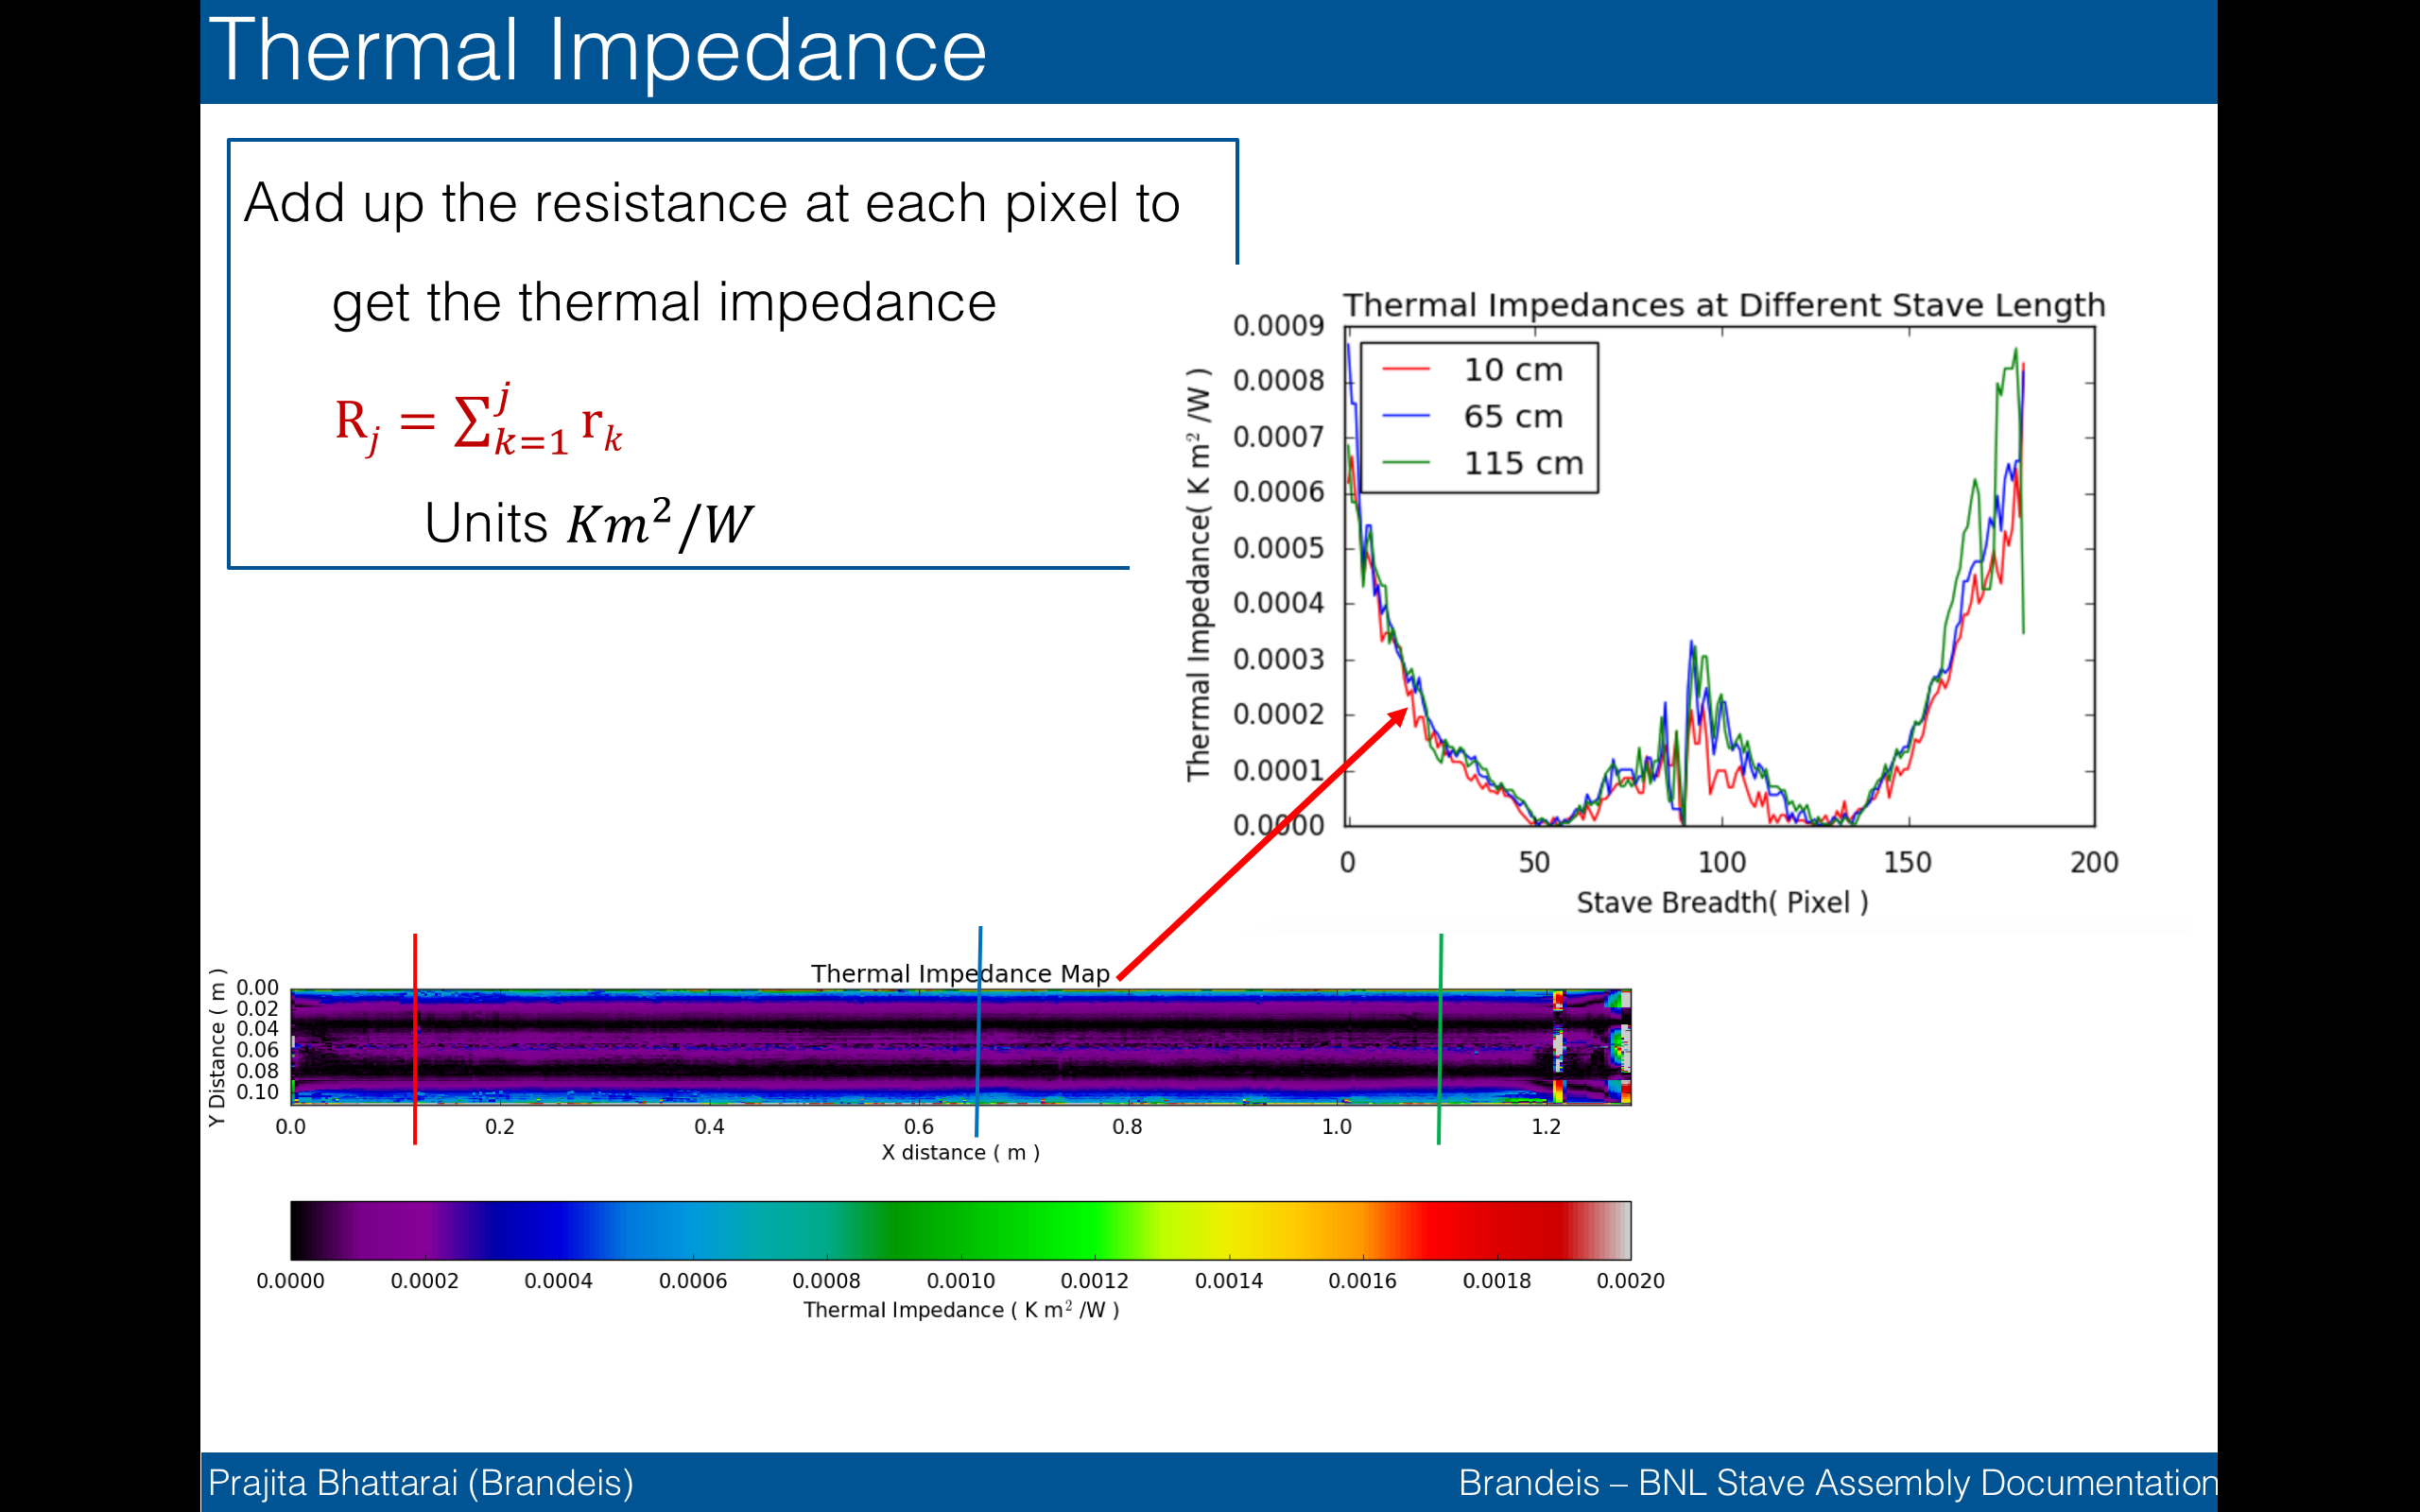 Thermal Impedance
Add up the resistance at each pixel to
get the thermal impedance
R_j = ∑_{k=1}^{j} r_k
Units Km²/W
Thermal Impedances at Different Stave Length
0.0009
0.0008
0.0007
0.0006
0.0005
0.0004
0.0003
0.0002
0.0001
0.0000
Thermal Impedance( K m² /W )
10 cm
65 cm
115 cm
0 50 100 150 200
Stave Breadth( Pixel )
Thermal Impedance Map
Y Distance ( m )
0.00
0.02
0.04
0.06
0.08
0.10
0.0 0.2 0.4 0.6 0.8 1.0 1.2
X distance ( m )
0.0000 0.0002 0.0004 0.0006 0.0008 0.0010 0.0012 0.0014 0.0016 0.0018 0.0020
Thermal Impedance ( K m² /W )
Prajita Bhattarai (Brandeis)
Brandeis – BNL Stave Assembly Documentation